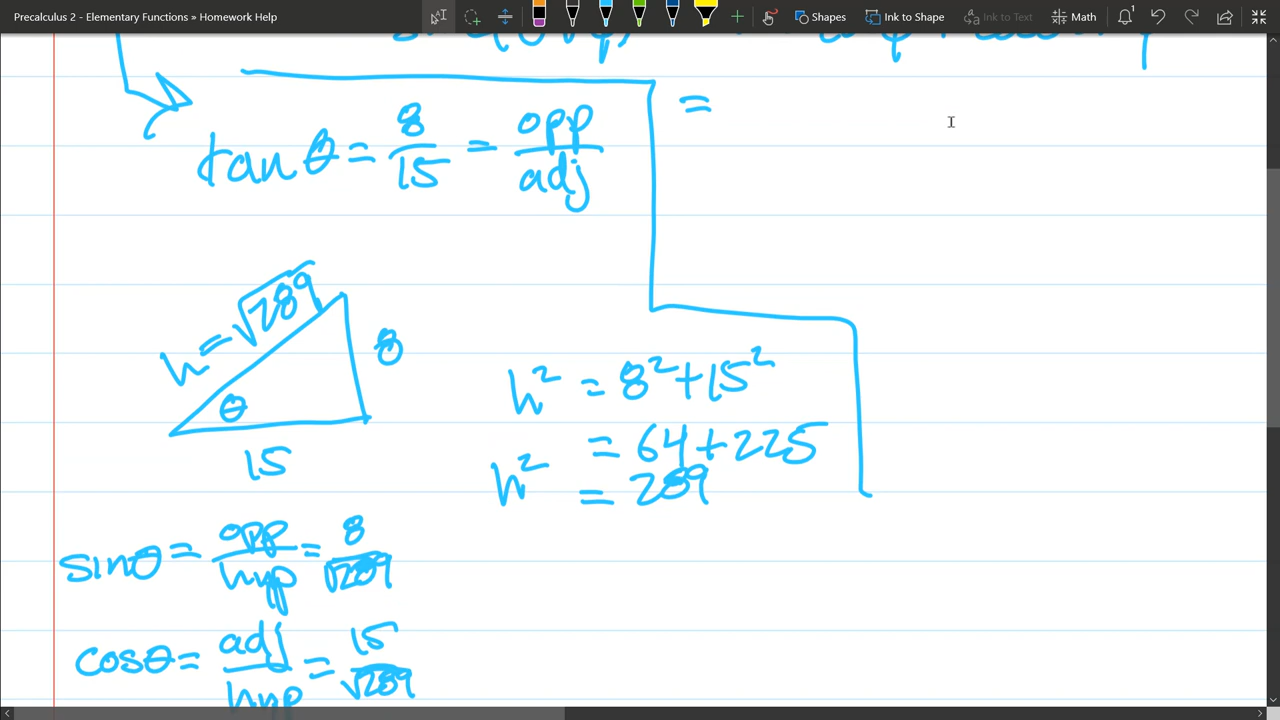 Precalculus 2 - Elementary Functions » Homework Help
Shapes
Ink to Shape
Ink to Text
Math
tan θ = 8/15 = opp/adj
=
h = √289
8
θ
15
h² = 8² + 15²
= 64 + 225
h² = 289
sin θ = opp/hyp = 8/√289
cos θ = adj/hyp = 15/√289